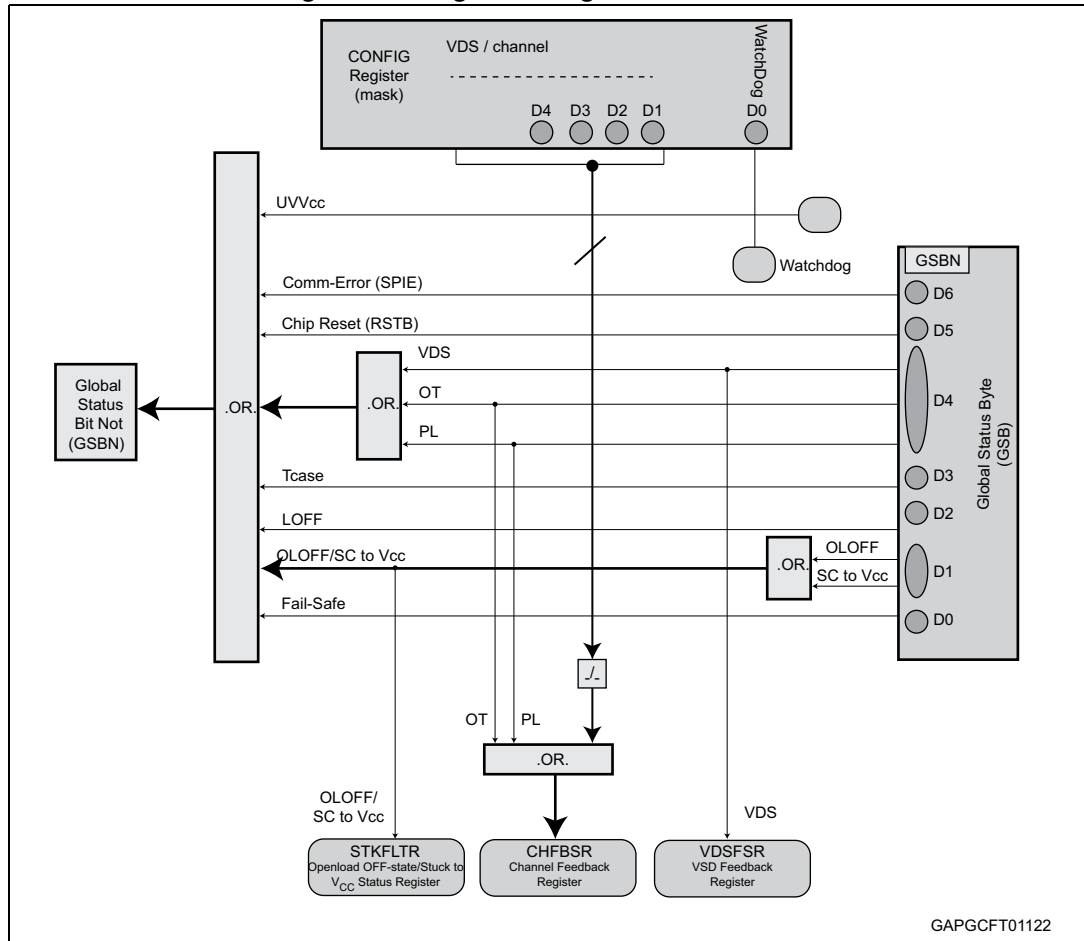 VDS / channel
CONFIG
Register
(mask)
WatchDog
D4
D3
D2
D1
D0
UVVcc
Watchdog
GSBN
Comm-Error (SPIE)
D6
Chip Reset (RSTB)
D5
VDS
Global
Status
Bit Not
(GSBN)
.OR.
.OR.
OT
D4
PL
Global Status Byte
(GSB)
Tcase
D3
LOFF
D2
OLOFF/SC to Vcc
.OR.
OLOFF
SC to Vcc
D1
Fail-Safe
D0
-/-
OT
PL
.OR.
OLOFF/
SC to Vcc
VDS
STKFLTR
Openload OFF-state/Stuck to
VCC Status Register
CHFBSR
Channel Feedback
Register
VDSFSR
VSD Feedback
Register
GAPGCFT01122